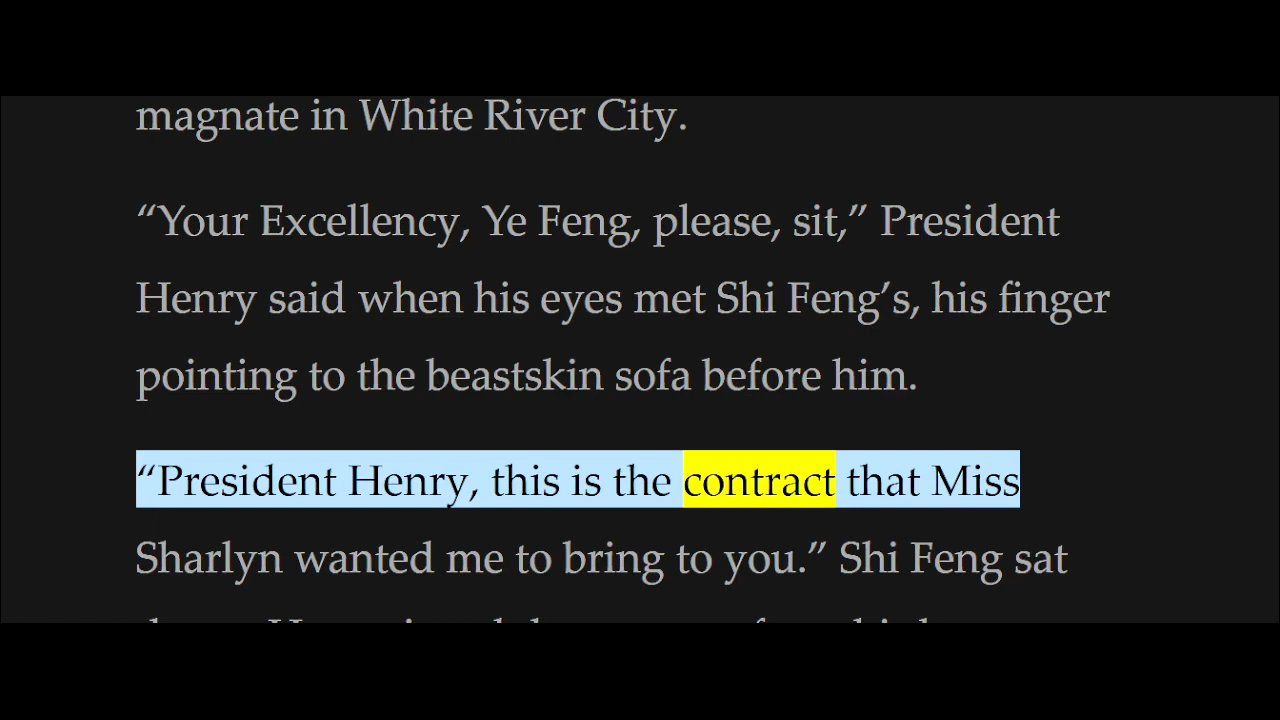 magnate in White River City.
“Your Excellency, Ye Feng, please, sit,” President
Henry said when his eyes met Shi Feng’s, his finger
pointing to the beastskin sofa before him.
“President Henry, this is the contract that Miss
Sharlyn wanted me to bring to you.” Shi Feng sat